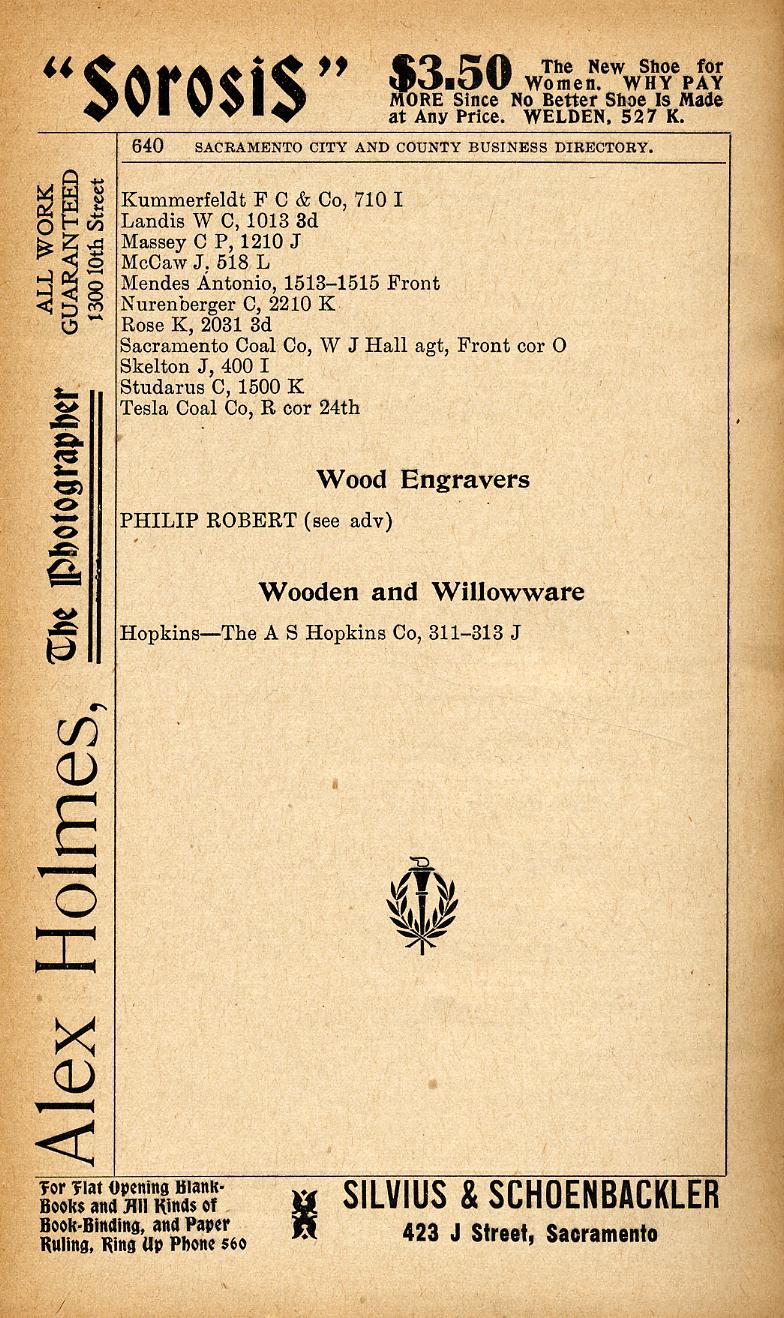 "Sorosis"
$3.50 The New Shoe for
Women. WHY PAY
MORE Since No Better Shoe Is Made
at Any Price. WELDEN, 527 K.
640 SACRAMENTO CITY AND COUNTY BUSINESS DIRECTORY.
Kummerfeldt F C & Co, 710 I
Landis W C, 1013 3d
Massey C P, 1210 J
McCaw J. 518 L
Mendes Antonio, 1513–1515 Front
Nurenberger C, 2210 K
Rose K, 2031 3d
Sacramento Coal Co, W J Hall agt, Front cor O
Skelton J, 400 I
Studarus C, 1500 K
Tesla Coal Co, R cor 24th
Wood Engravers
PHILIP ROBERT (see adv)
Wooden and Willowware
Hopkins—The A S Hopkins Co, 311–313 J
Alex Holmes, The Photographer
ALL WORK
GUARANTEED
1300 10th Street
For Flat Opening Blank-
Books and All Kinds of
Book-Binding, and Paper
Ruling, Ring Up Phone 560
SILVIUS & SCHOENBACKLER
423 J Street, Sacramento